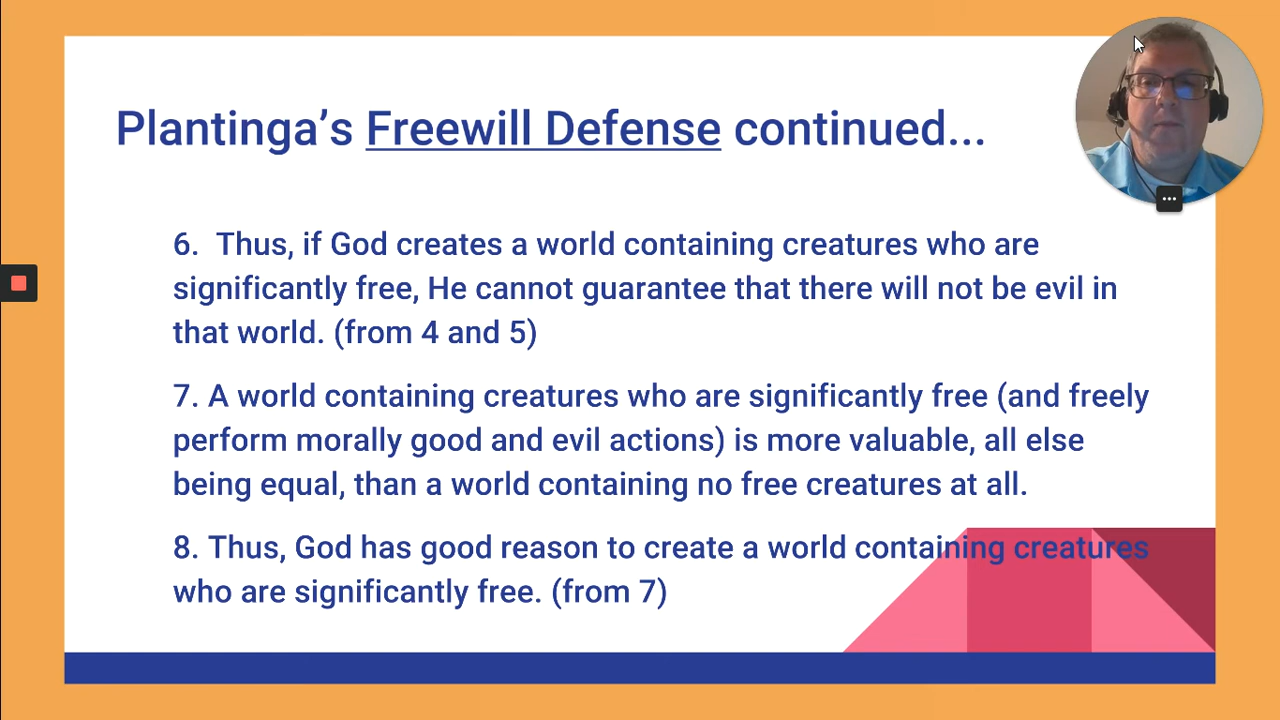 Plantinga’s Freewill Defense continued...
6.  Thus, if God creates a world containing creatures who are
significantly free, He cannot guarantee that there will not be evil in
that world. (from 4 and 5)
7. A world containing creatures who are significantly free (and freely
perform morally good and evil actions) is more valuable, all else
being equal, than a world containing no free creatures at all.
8. Thus, God has good reason to create a world containing creatures
who are significantly free. (from 7)